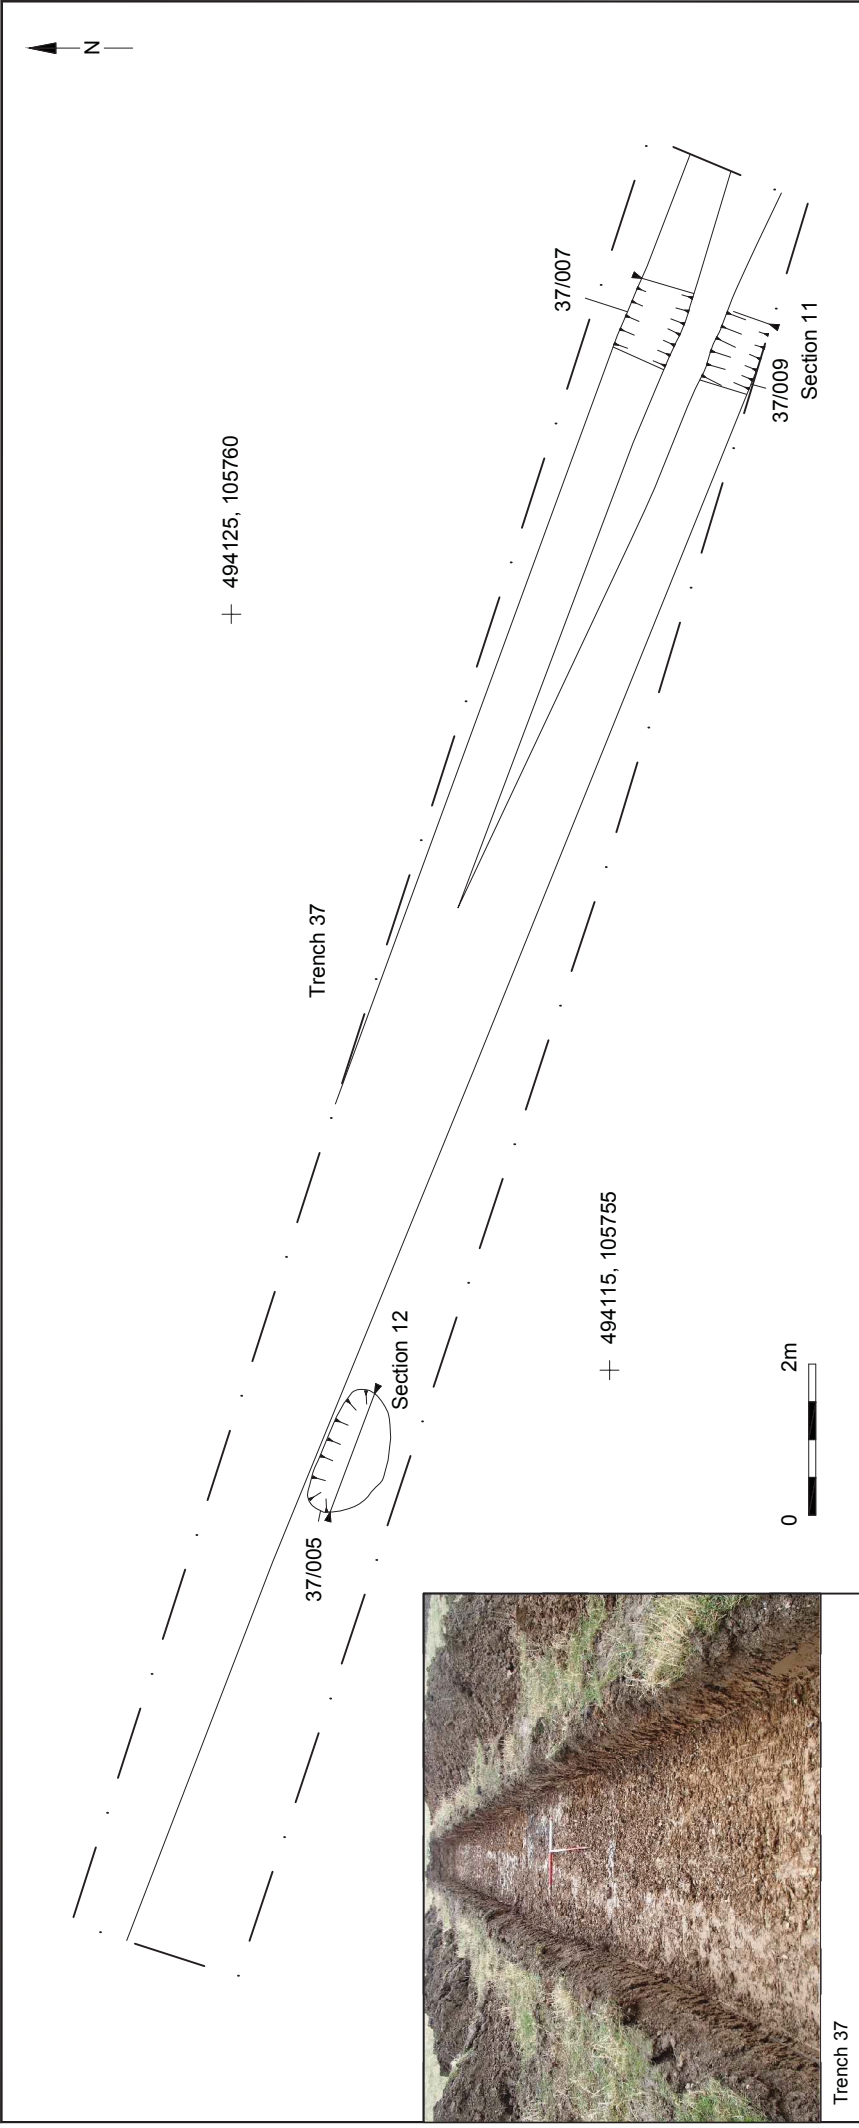 N
494125, 105760
Trench 37
37/007
37/009
Section 11
37/005
Section 12
494115, 105755
0 2m
Trench 37